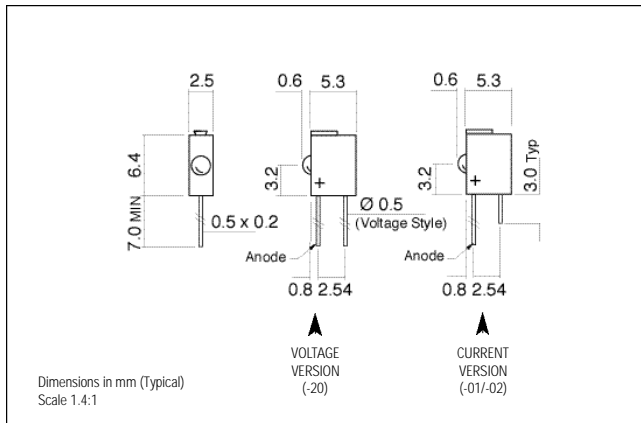 2.5
0.6 5.3
0.6 5.3
6.4
3.2
3.2
3.0 Typ
+
+
7.0 MIN
0.5 x 0.2
Ø 0.5
(Voltage Style)
Anode
Anode
0.8 2.54
0.8 2.54
VOLTAGE
VERSION
(-20)
CURRENT
VERSION
(-01/-02)
Dimensions in mm (Typical)
Scale 1.4:1